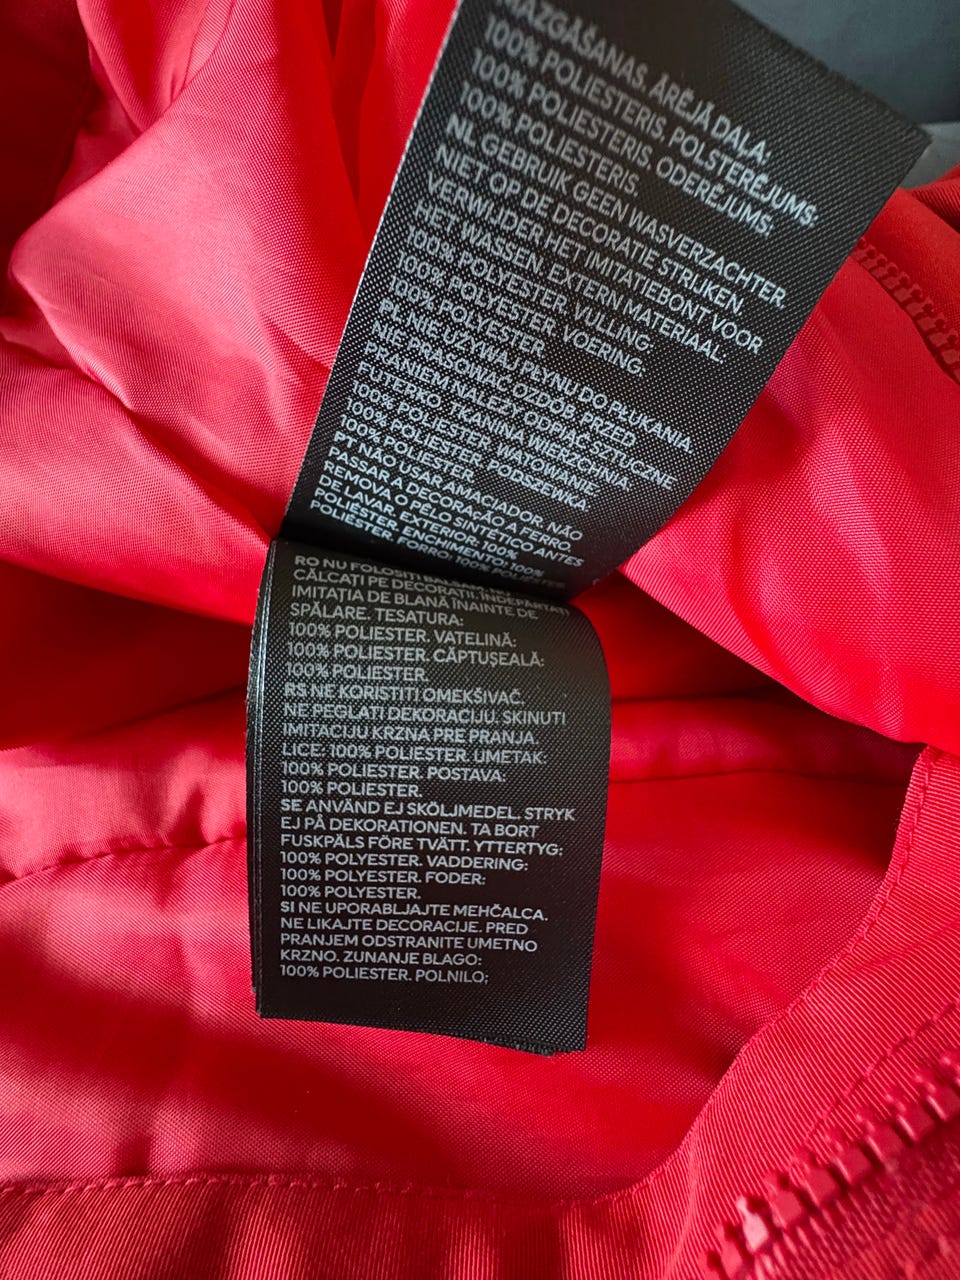 MAZGĀŠANAS. ĀRĒJĀ DAĻA:
100% POLIESTERIS. POLSTERĒJUMS:
100% POLIESTERIS. ODERĒJUMS:
100% POLIESTERIS.
NL GEBRUIK GEEN WASVERZACHTER.
NIET OP DE DECORATIE STRIJKEN.
VERWIJDER HET IMITATIEBONT VOOR
HET WASSEN. EXTERN MATERIAAL:
100% POLYESTER. VULLING:
100% POLYESTER. VOERING:
100% POLYESTER.
PL NIE UŻYWAJ PŁYNU DO PŁUKANIA.
NIE PRASOWAĆ OZDÓB. PRZED
PRANIEM NALEŻY ODPIĄĆ SZTUCZNE
FUTERKO. TKANINA WIERZCHNIA:
100% POLIESTER. WATOWANIE:
100% POLIESTER. PODSZEWKA:
100% POLIESTER.
PT NÃO USAR AMACIADOR. NÃO
PASSAR A DECORAÇÃO A FERRO.
REMOVA O PÊLO SINTÉTICO ANTES
DE LAVAR. EXTERIOR: 100%
POLIÉSTER. ENCHIMENTO: 100%
POLIÉSTER. FORRO: 100% POLIÉSTER.
RO NU FOLOSIȚI
CĂLCAȚI PE DECORAȚII. ÎNDEPĂRTAȚI
IMITAȚIA DE BLANĂ ÎNAINTE DE
SPĂLARE. TESATURA:
100% POLIESTER. VATELINĂ:
100% POLIESTER. CĂPTUȘEALĂ:
100% POLIESTER.
RS NE KORISTITI OMEKŠIVAČ.
NE PEGLATI DEKORACIJU. SKINUTI
IMITACIJU KRZNA PRE PRANJA
LICE: 100% POLIESTER. UMETAK:
100% POLIESTER. POSTAVA:
100% POLIESTER.
SE ANVÄND EJ SKÖLJMEDEL. STRYK
EJ PÅ DEKORATIONEN. TA BORT
FUSKPÄLS FÖRE TVÄTT. YTTERTYG:
100% POLYESTER. VADDERING:
100% POLYESTER. FODER:
100% POLYESTER.
SI NE UPORABLJAJTE MEHČALCA.
NE LIKAJTE DECORACIJE. PRED
PRANJEM ODSTRANITE UMETNO
KRZNO. ZUNANJE BLAGO:
100% POLIESTER. POLNILO: